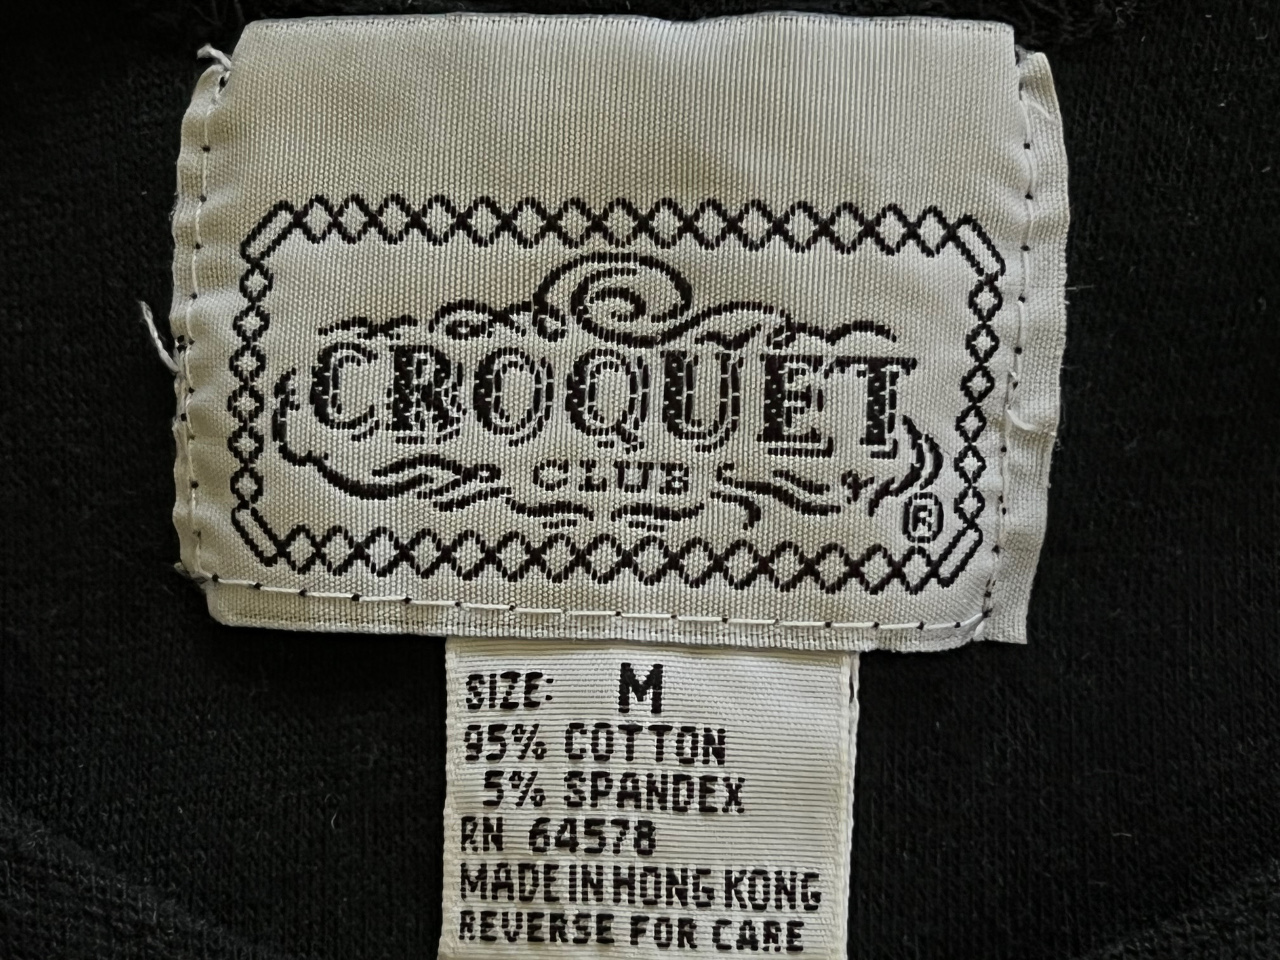 CROQUET
CLUB
®
SIZE: M
95% COTTON
5% SPANDEX
RN 64578
MADE IN HONG KONG
REVERSE FOR CARE